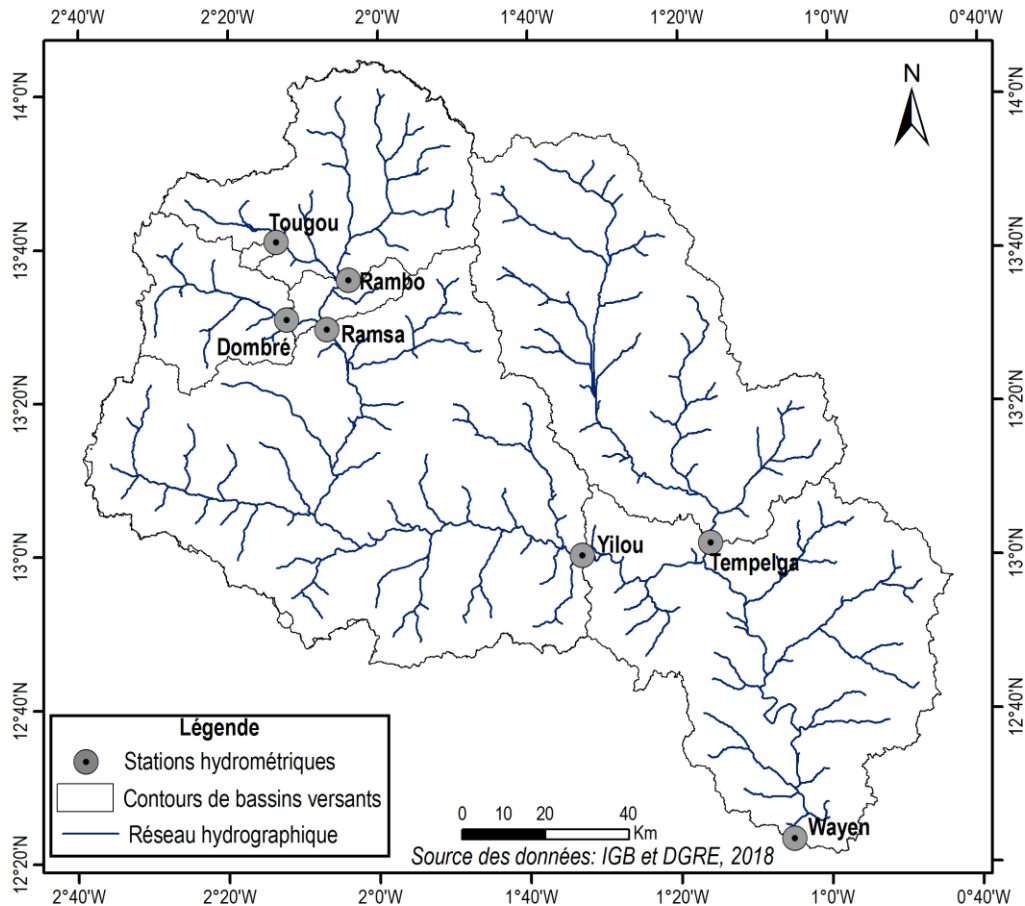 2°40'W 2°20'W 2°0'W 1°40'W 1°20'W 1°0'W 0°40'W
N
14°0'N 14°0'N
Tougou
13°40'N 13°40'N
Rambo
Dombré Ramsa
13°20'N 13°20'N
Yilou
Tempelga
13°0'N 13°0'N
12°40'N 12°40'N
Légende
Stations hydrométriques
Contours de bassins versants
Réseau hydrographique
0 10 20 40
Km
Wayen
Source des données: IGB et DGRE, 2018
12°20'N
2°40'W 2°20'W 2°0'W 1°40'W 1°20'W 1°0'W 0°40'W